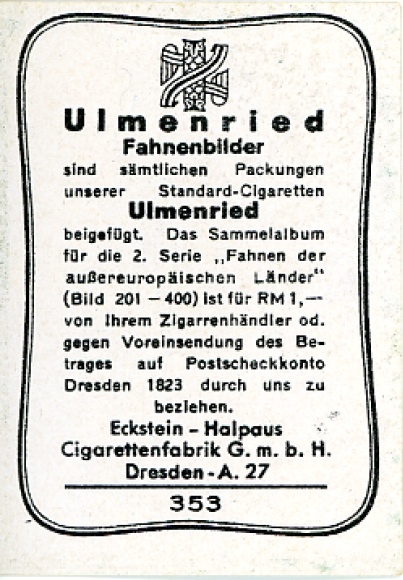 Ulmenried
Fahnenbilder
sind sämtlichen Packungen
unserer Standard-Cigaretten
Ulmenried
beigefügt. Das Sammelalbum
für die 2. Serie „Fahnen der
außereuropäischen Länder“
(Bild 201 – 400) ist für RM 1,—
von Ihrem Zigarrenhändler od.
gegen Voreinsendung des Be-
trages auf Postscheckkonto
Dresden 1823 durch uns zu
beziehen.
Eckstein - Halpaus
Cigarettenfabrik G. m. b. H.
Dresden - A. 27
353